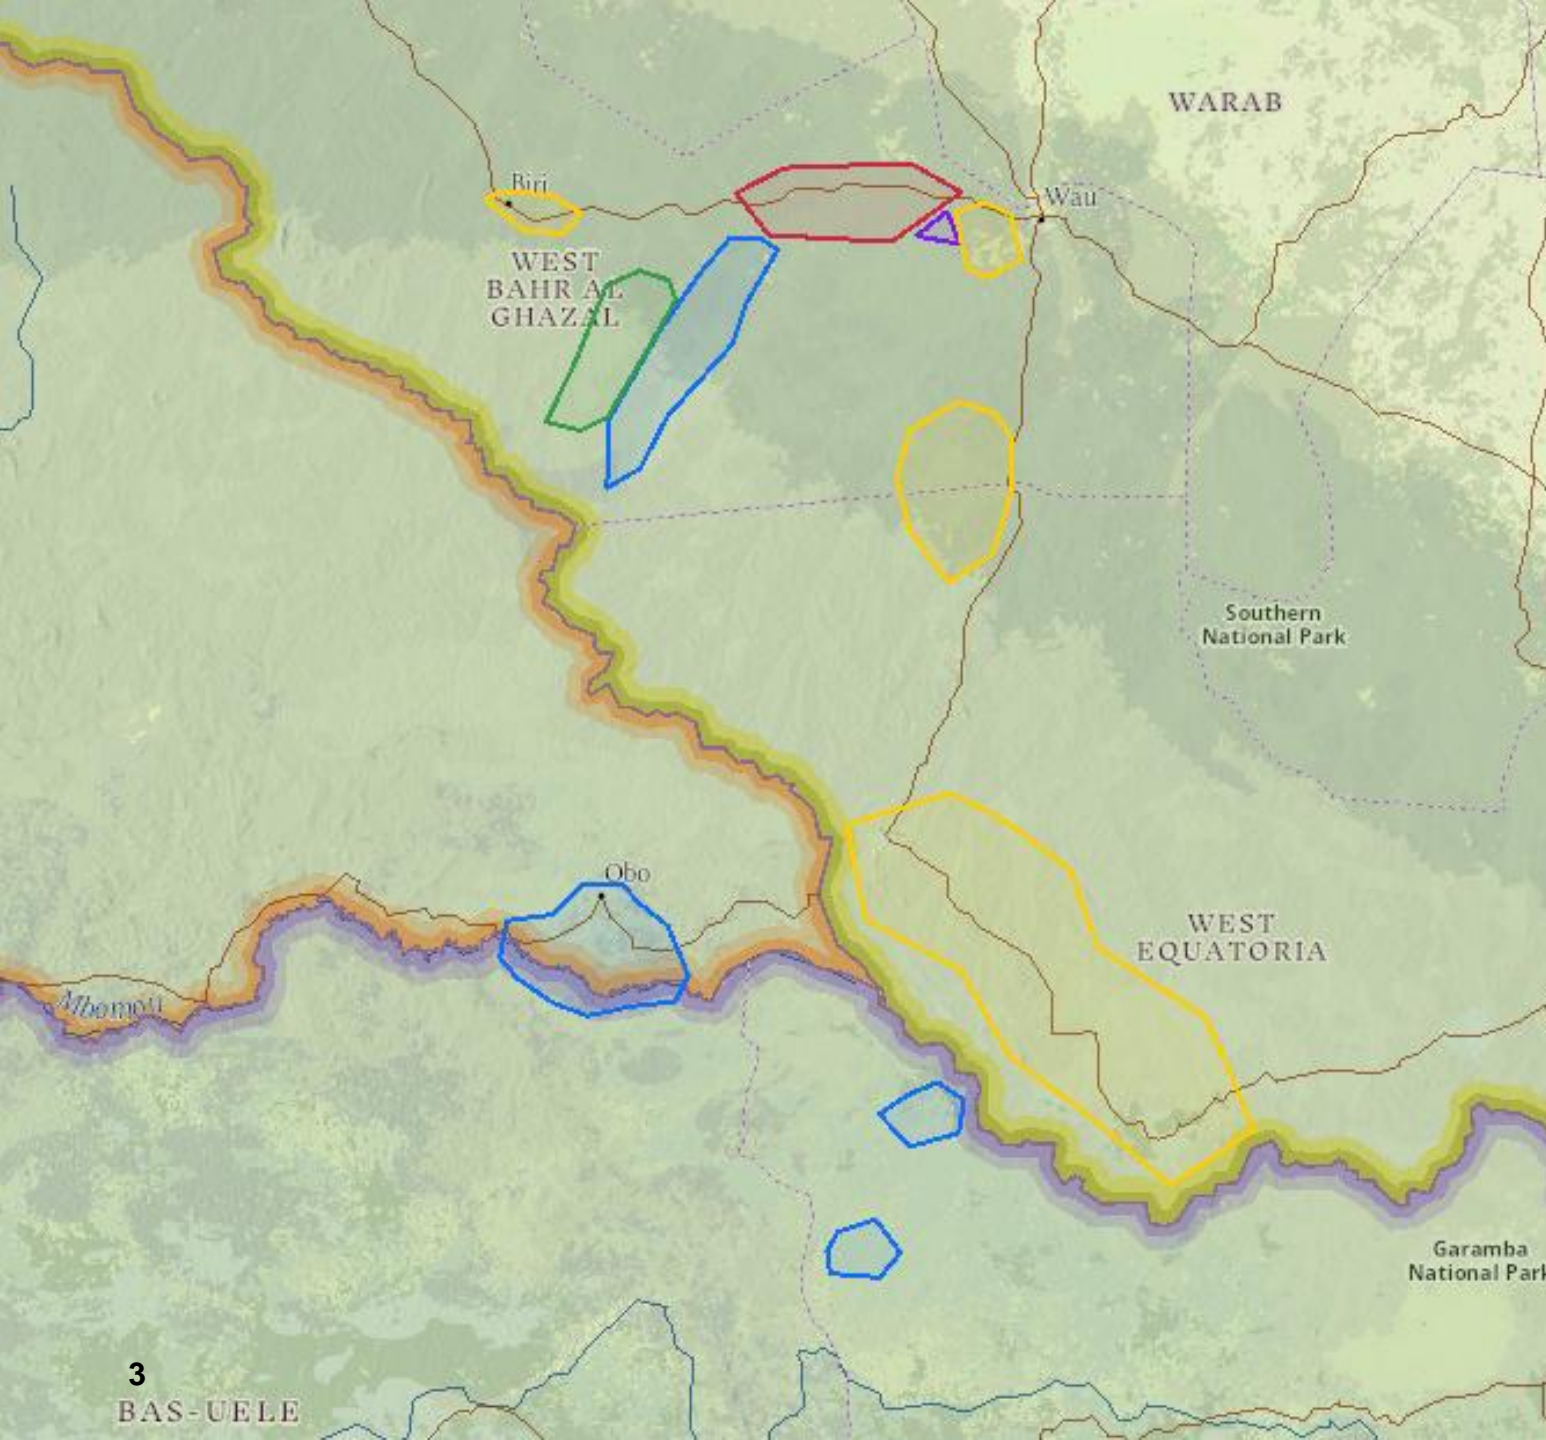 WARAB
Biri
Wau
WEST
BAHR AL
GHAZAL
Southern
National Park
Obo
WEST
EQUATORIA
Mbomou
Garamba
National Park
3
BAS-UELE